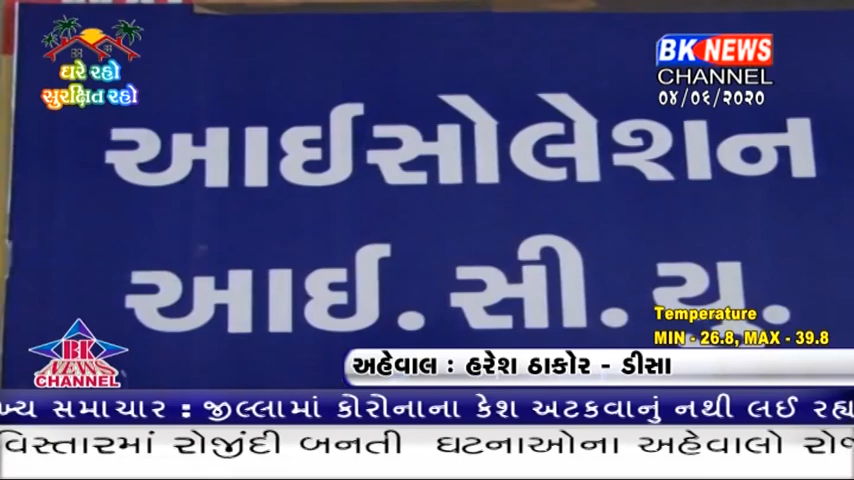 ઘરે રહો
સુરક્ષિત રહો
BK NEWS
CHANNEL
૦૪/૦૬/૨૦૨૦
આઈસોલેશન
આઈ.સી.યુ.
Temperature
MIN - 26.8, MAX - 39.8
BK
NEWS
CHANNEL
અહેવાલ : હરેશ ઠાકોર - ડીસા
સમાચાર : જીલ્લામાં કોરોનાના કેશ અટકવાનું નથી લઈ
વિસ્તારમાં રોજીંદી બનતી ઘટનાઓના અહેવાલો